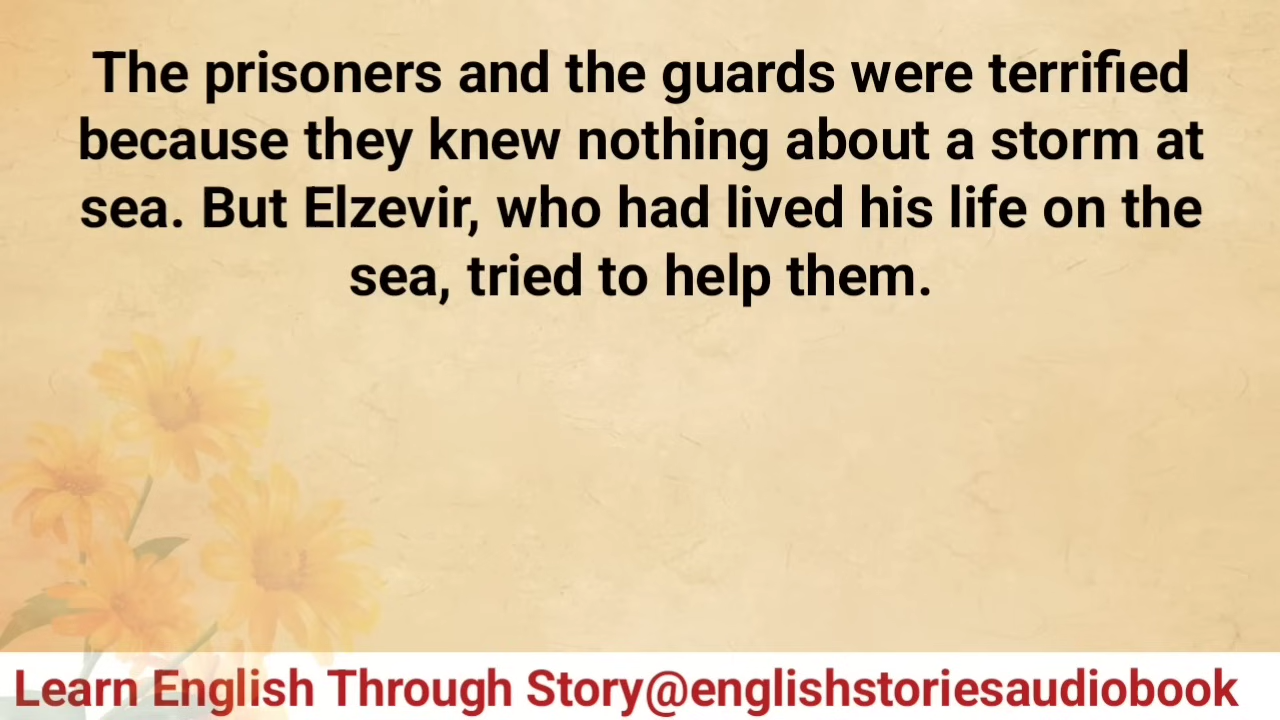 The prisoners and the guards were terrified
because they knew nothing about a storm at
sea. But Elzevir, who had lived his life on the
sea, tried to help them.
Learn English Through Story@englishstoriesaudiobook